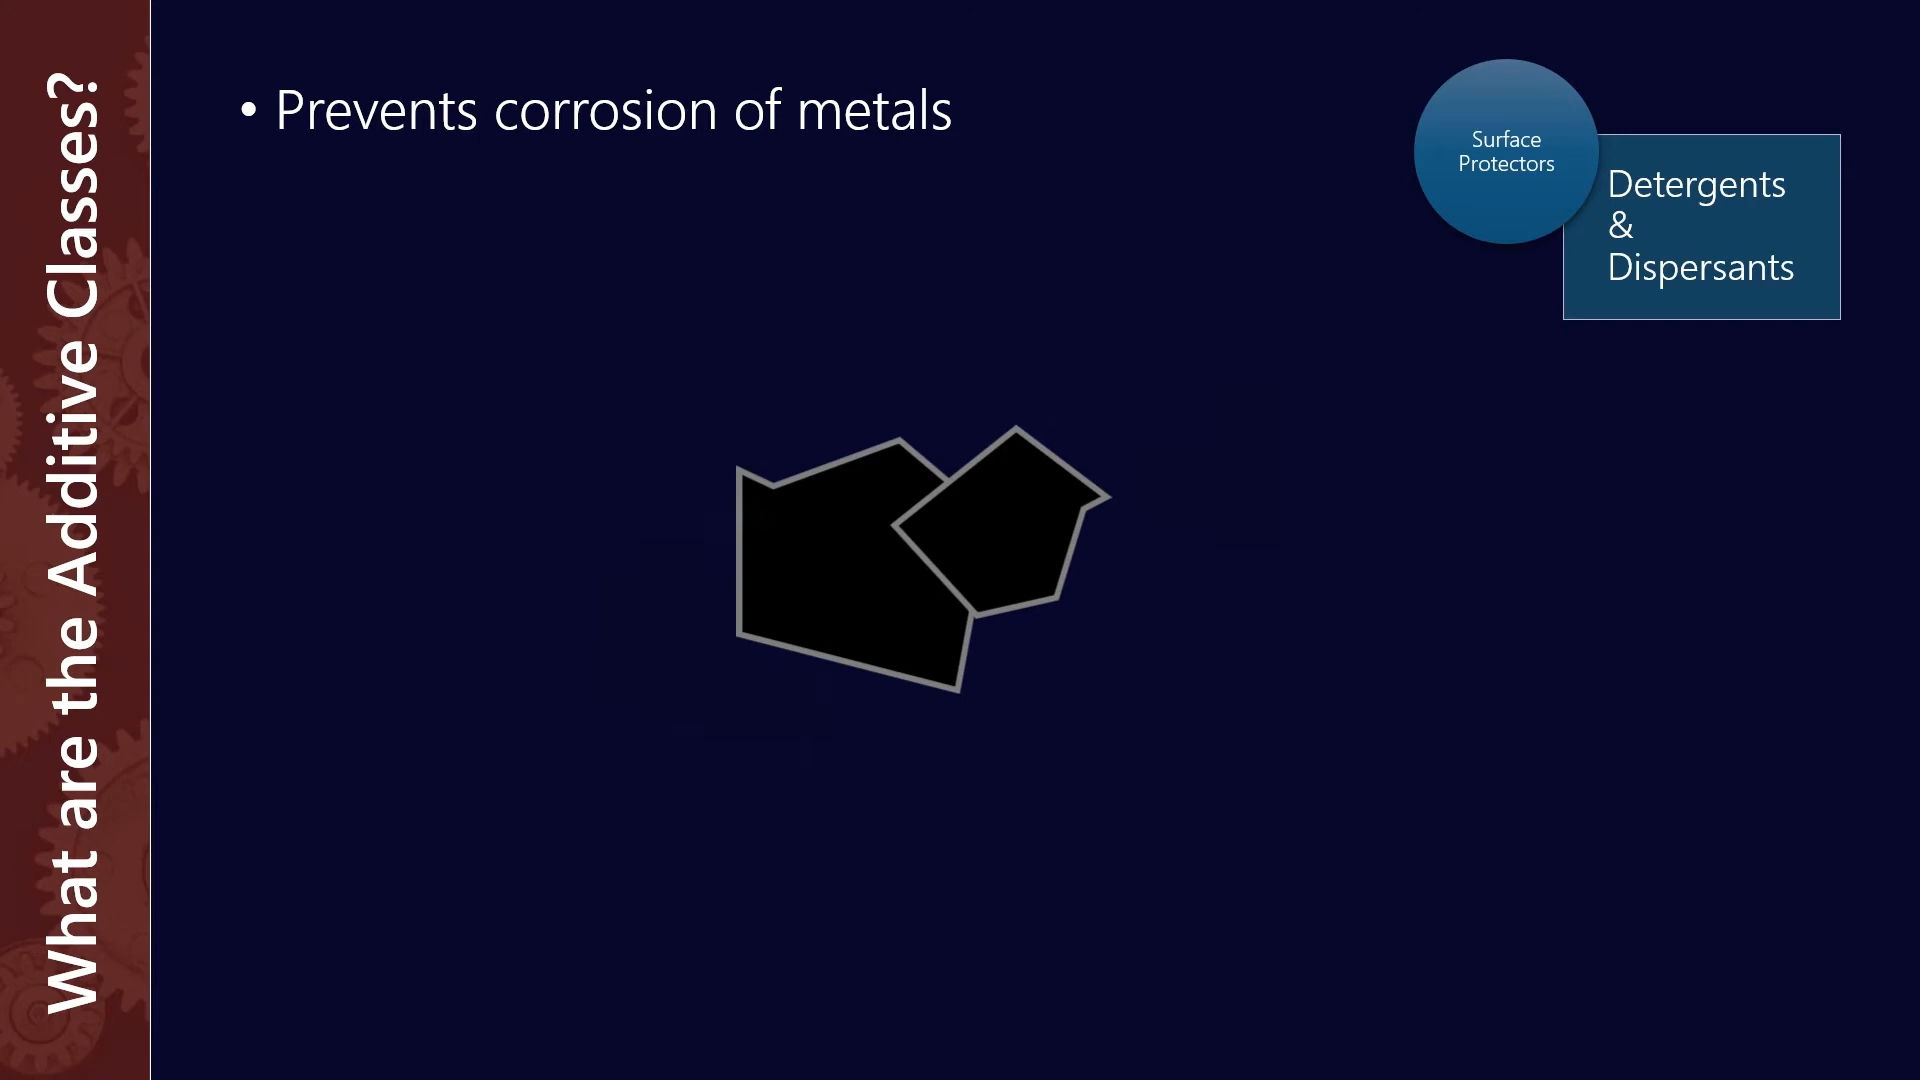 What are the Additive Classes?
• Prevents corrosion of metals
Surface
Protectors
Detergents
&
Dispersants